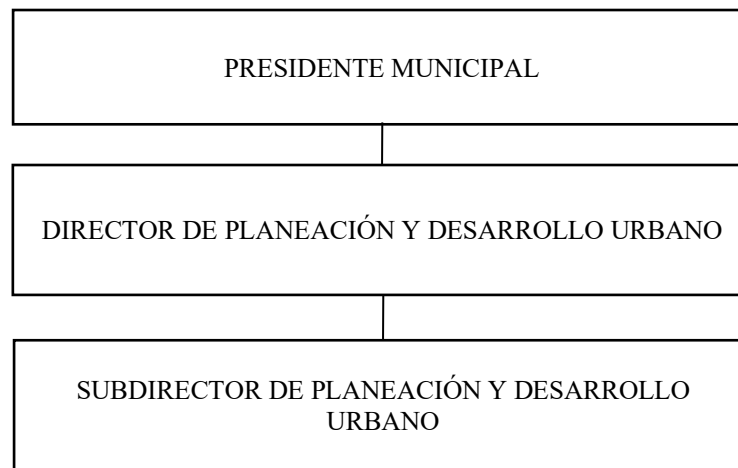 PRESIDENTE MUNICIPAL
DIRECTOR DE PLANEACIÓN Y DESARROLLO URBANO
SUBDIRECTOR DE PLANEACIÓN Y DESARROLLO
URBANO